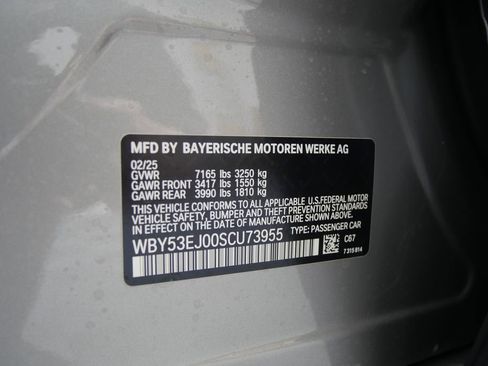 MFD BY BAYERISCHE MOTOREN WERKE AG
02/25
GVWR 7165 lbs 3250 kg
GAWR FRONT 3417 lbs 1550 kg
GAWR REAR 3990 lbs 1810 kg
THIS VEHICLE CONFORMS TO ALL APPLICABLE U.S.FEDERAL MOTOR
VEHICLE SAFETY, BUMPER AND THEFT PREVENTION STANDARDS
IN EFFECT ON THE DATE OF MANUFACTURE SHOWN ABOVE.
WBY53EJ00SCU73955 TYPE: PASSENGER CAR
C67
7315814